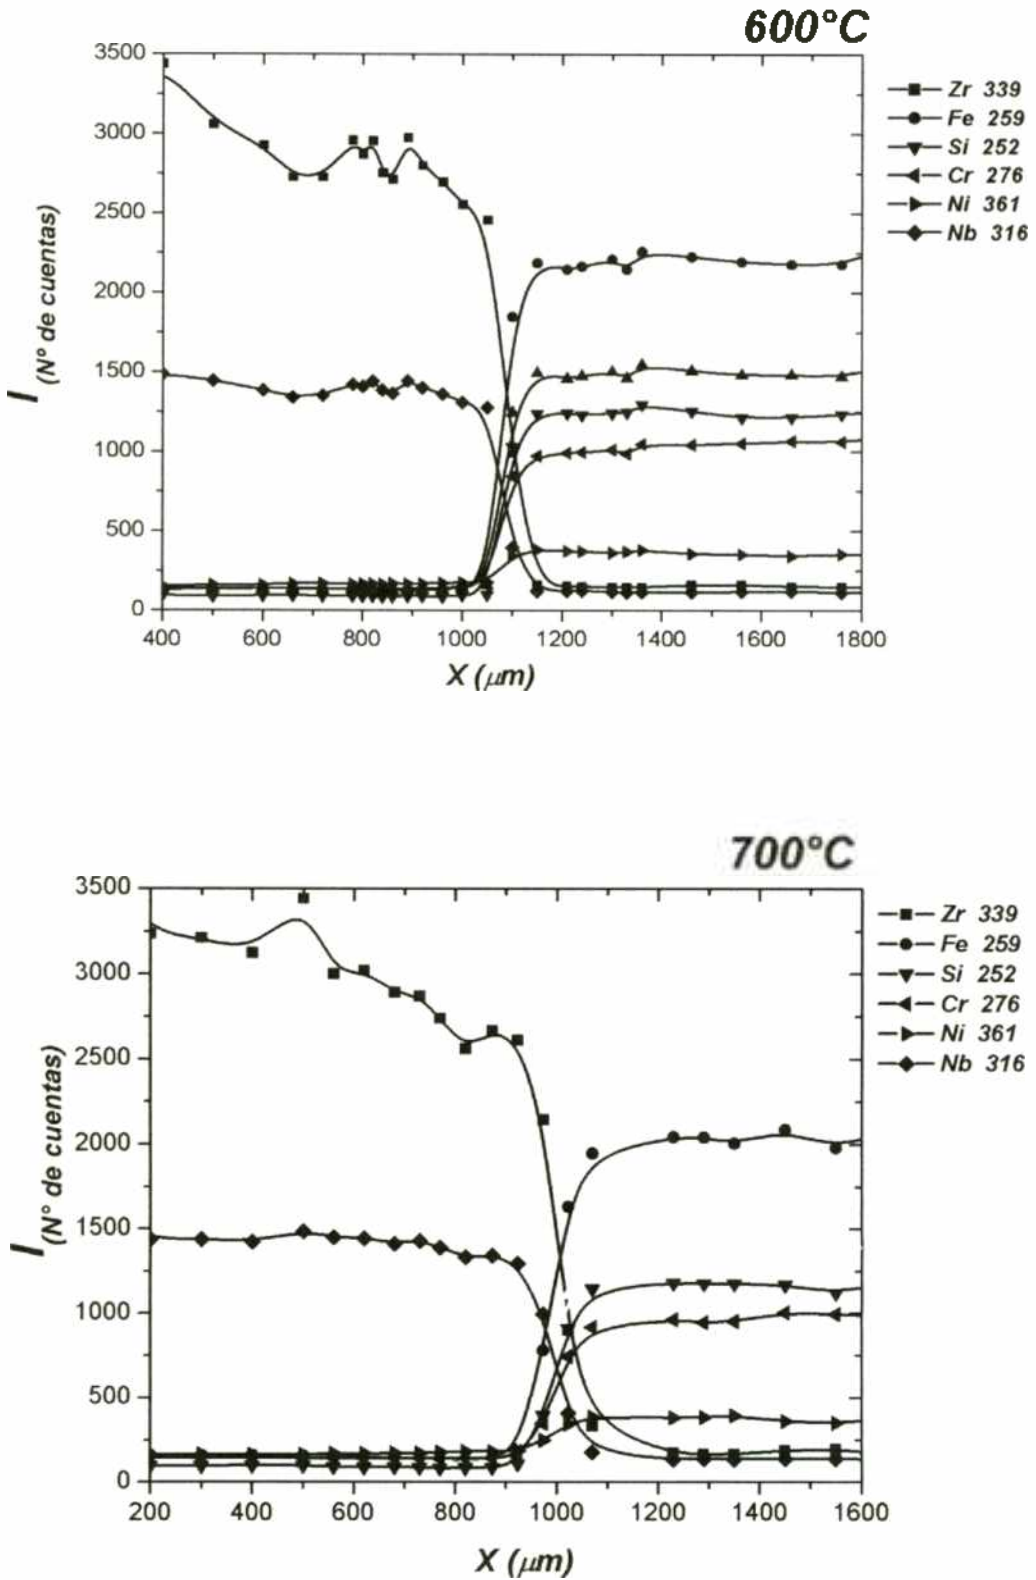 600°C
3500
3000
2500
2000
1500
1000
500
0
I (N° de cuentas)
400 600 800 1000 1200 1400 1600 1800
X (μm)
Zr 339
Fe 259
Si 252
Cr 276
Ni 361
Nb 316
700°C
3500
3000
2500
2000
1500
1000
500
0
I (N° de cuentas)
200 400 600 800 1000 1200 1400 1600
X (μm)
Zr 339
Fe 259
Si 252
Cr 276
Ni 361
Nb 316